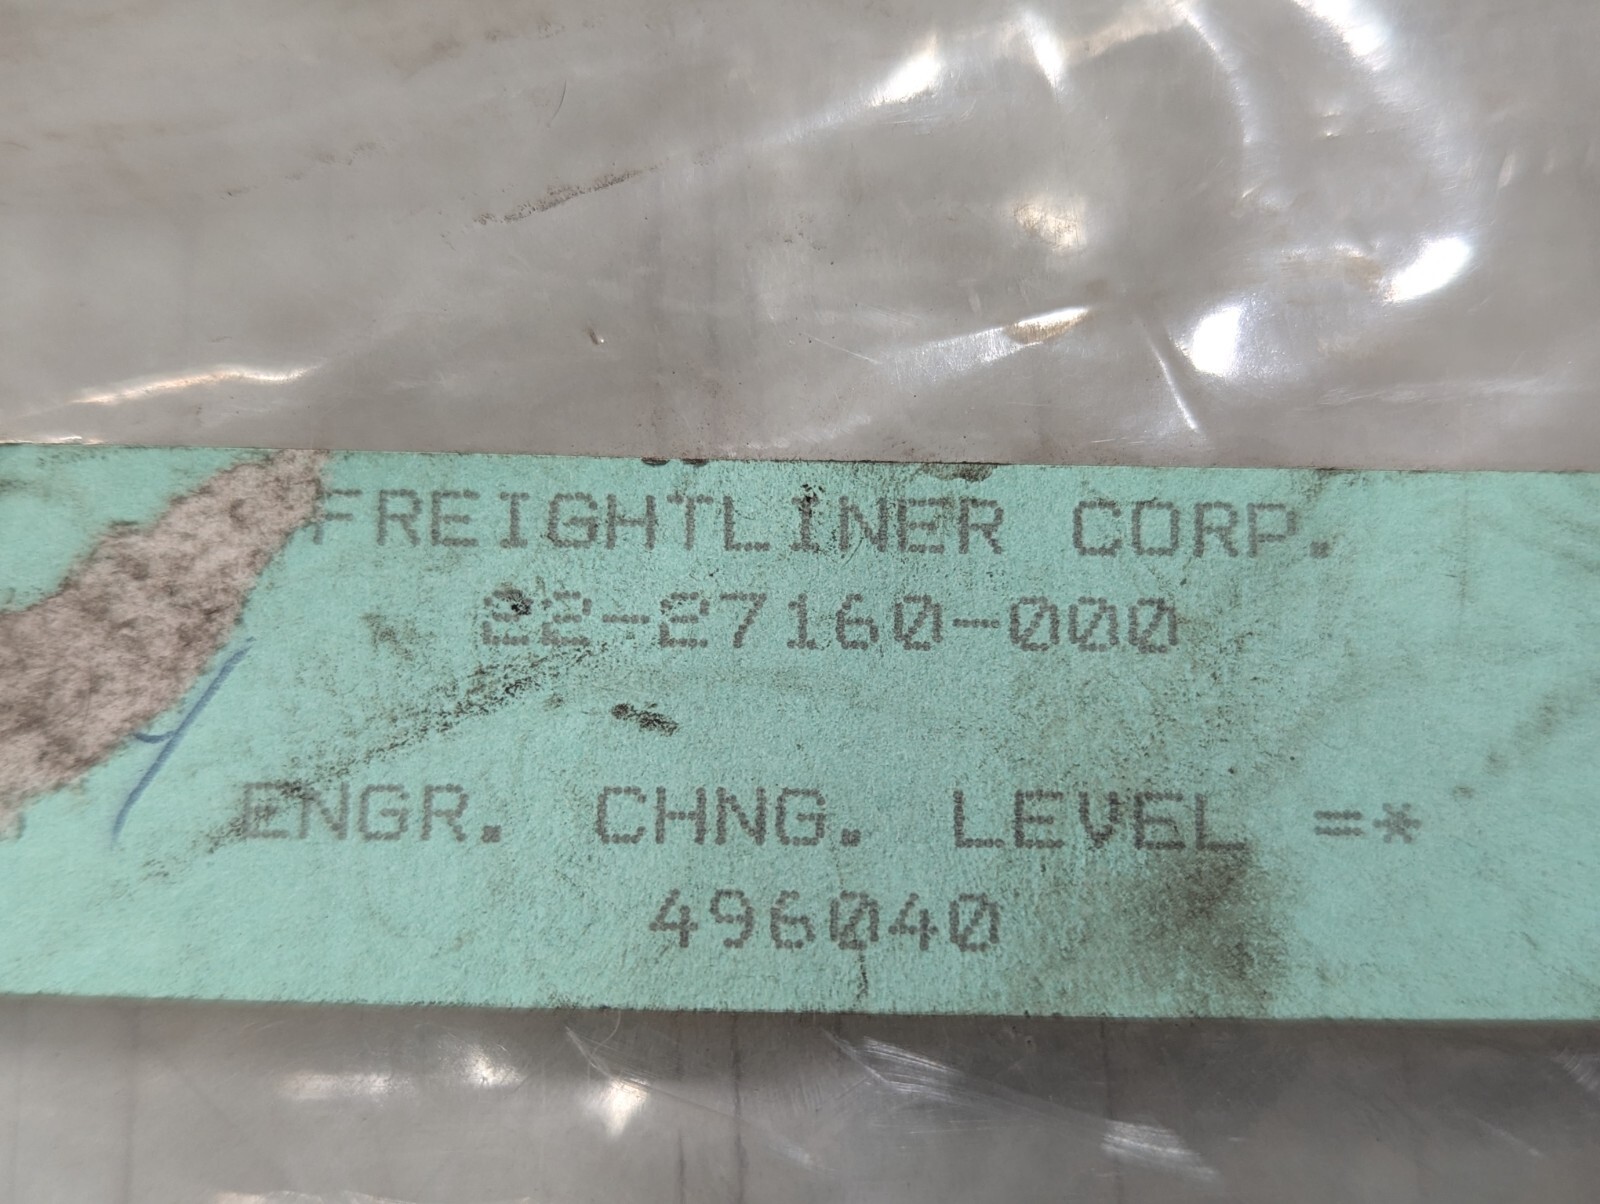 FREIGHTLINER CORP.
22-27160-000
ENGR. CHNG. LEVEL =*
496040